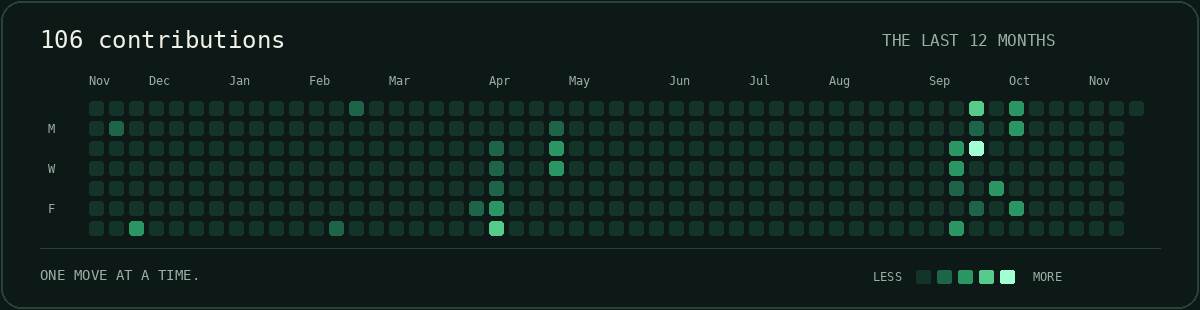 106 contributions
THE LAST 12 MONTHS
Nov Dec Jan Feb Mar Apr May Jun Jul Aug Sep Oct Nov
M
W
F
ONE MOVE AT A TIME.
LESS MORE